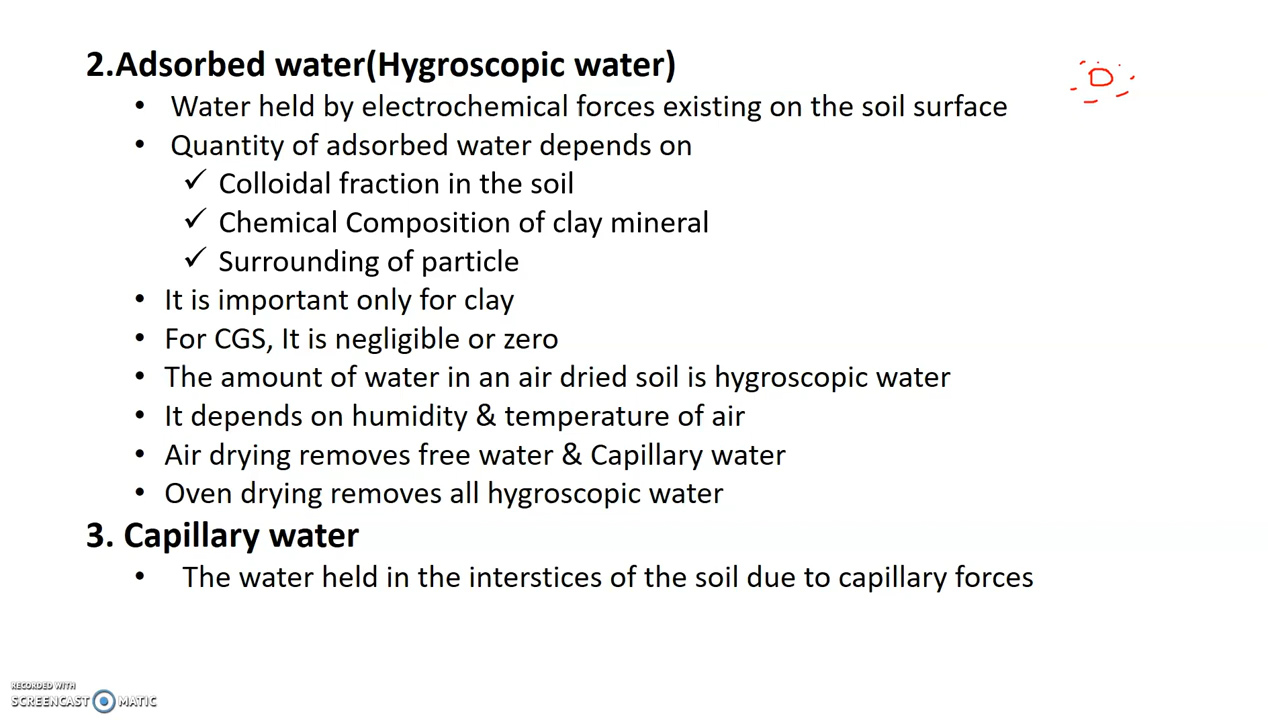 2.Adsorbed water(Hygroscopic water)
• Water held by electrochemical forces existing on the soil surface
• Quantity of adsorbed water depends on
✓ Colloidal fraction in the soil
✓ Chemical Composition of clay mineral
✓ Surrounding of particle
• It is important only for clay
• For CGS, It is negligible or zero
• The amount of water in an air dried soil is hygroscopic water
• It depends on humidity & temperature of air
• Air drying removes free water & Capillary water
• Oven drying removes all hygroscopic water
3. Capillary water
• The water held in the interstices of the soil due to capillary forces
RECORDED WITH
SCREENCAST MATIC